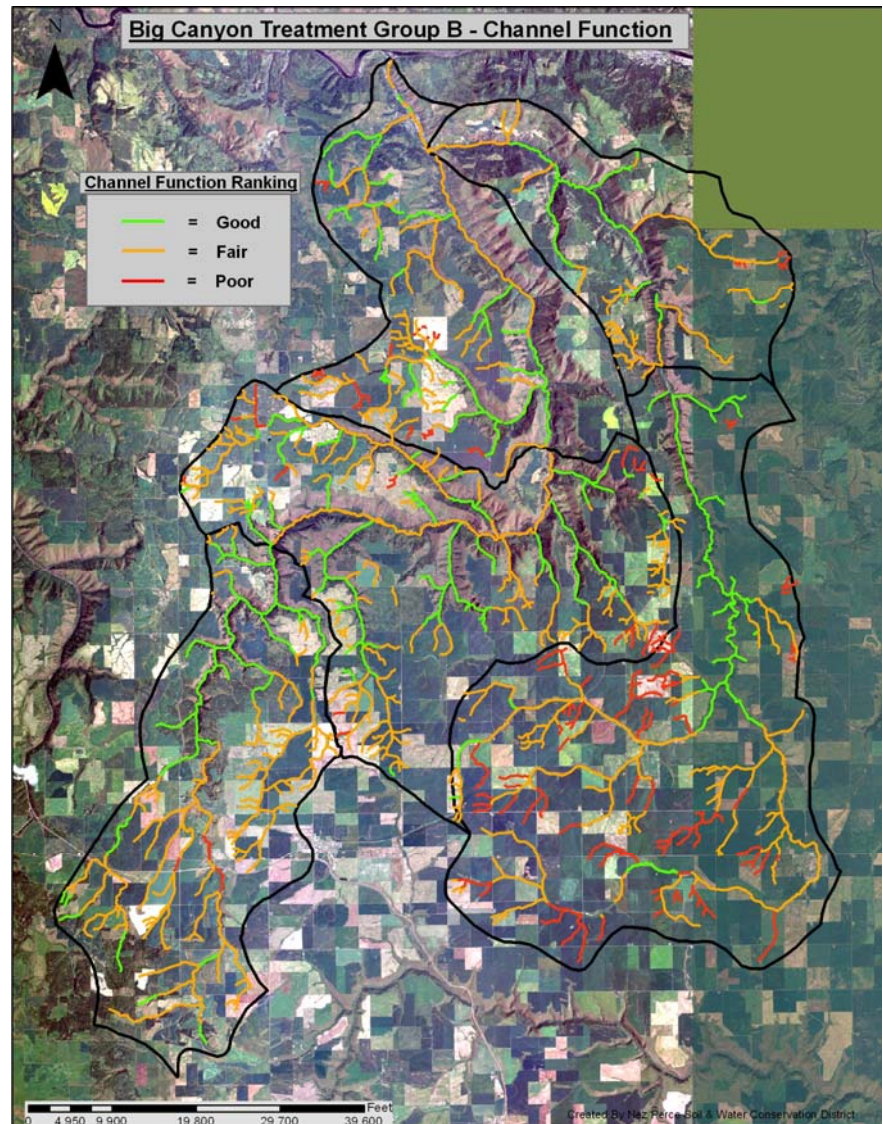 Big Canyon Treatment Group B - Channel Function
N
Channel Function Ranking
= Good
= Fair
= Poor
Feet
0 4,950 9,900 19,800 29,700 39,600
Created By Nez Perce Soil & Water Conservation District